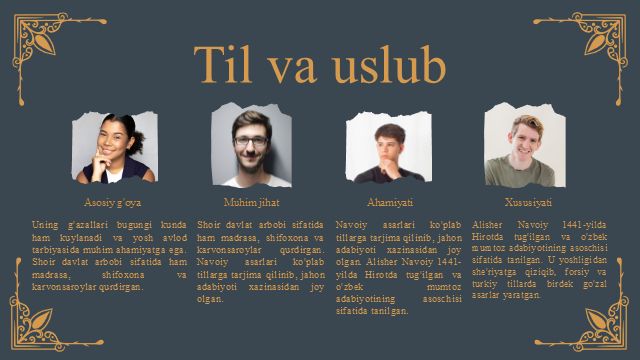 Til va uslub
Asosiy g'oya
Uning g'azallari bugungi kunda
ham kuylanadi va yosh avlod
tarbiyasida muhim ahamiyatga ega.
Shoir davlat arbobi sifatida ham
madrasa, shifoxona va
karvonsaroylar qurdirgan.
Muhim jihat
Shoir davlat arbobi sifatida
ham madrasa, shifoxona va
karvonsaroylar qurdirgan.
Navoiy asarlari ko'plab
tillarga tarjima qilinib, jahon
adabiyoti xazinasidan joy
olgan.
Ahamiyati
Navoiy asarlari ko'plab
tillarga tarjima qilinib, jahon
adabiyoti xazinasidan joy
olgan. Alisher Navoiy 1441-
yilda Hirotda tug'ilgan va
o'zbek mumtoz
adabiyotining asoschisi
sifatida tanilgan.
Xususiyati
Alisher Navoiy 1441-yilda
Hirotda tug'ilgan va o'zbek
mumtoz adabiyotining asoschisi
sifatida tanilgan. U yoshligidan
she'riyatga qiziqib, forsiy va
turkiy tillarda birdek go'zal
asarlar yaratgan.